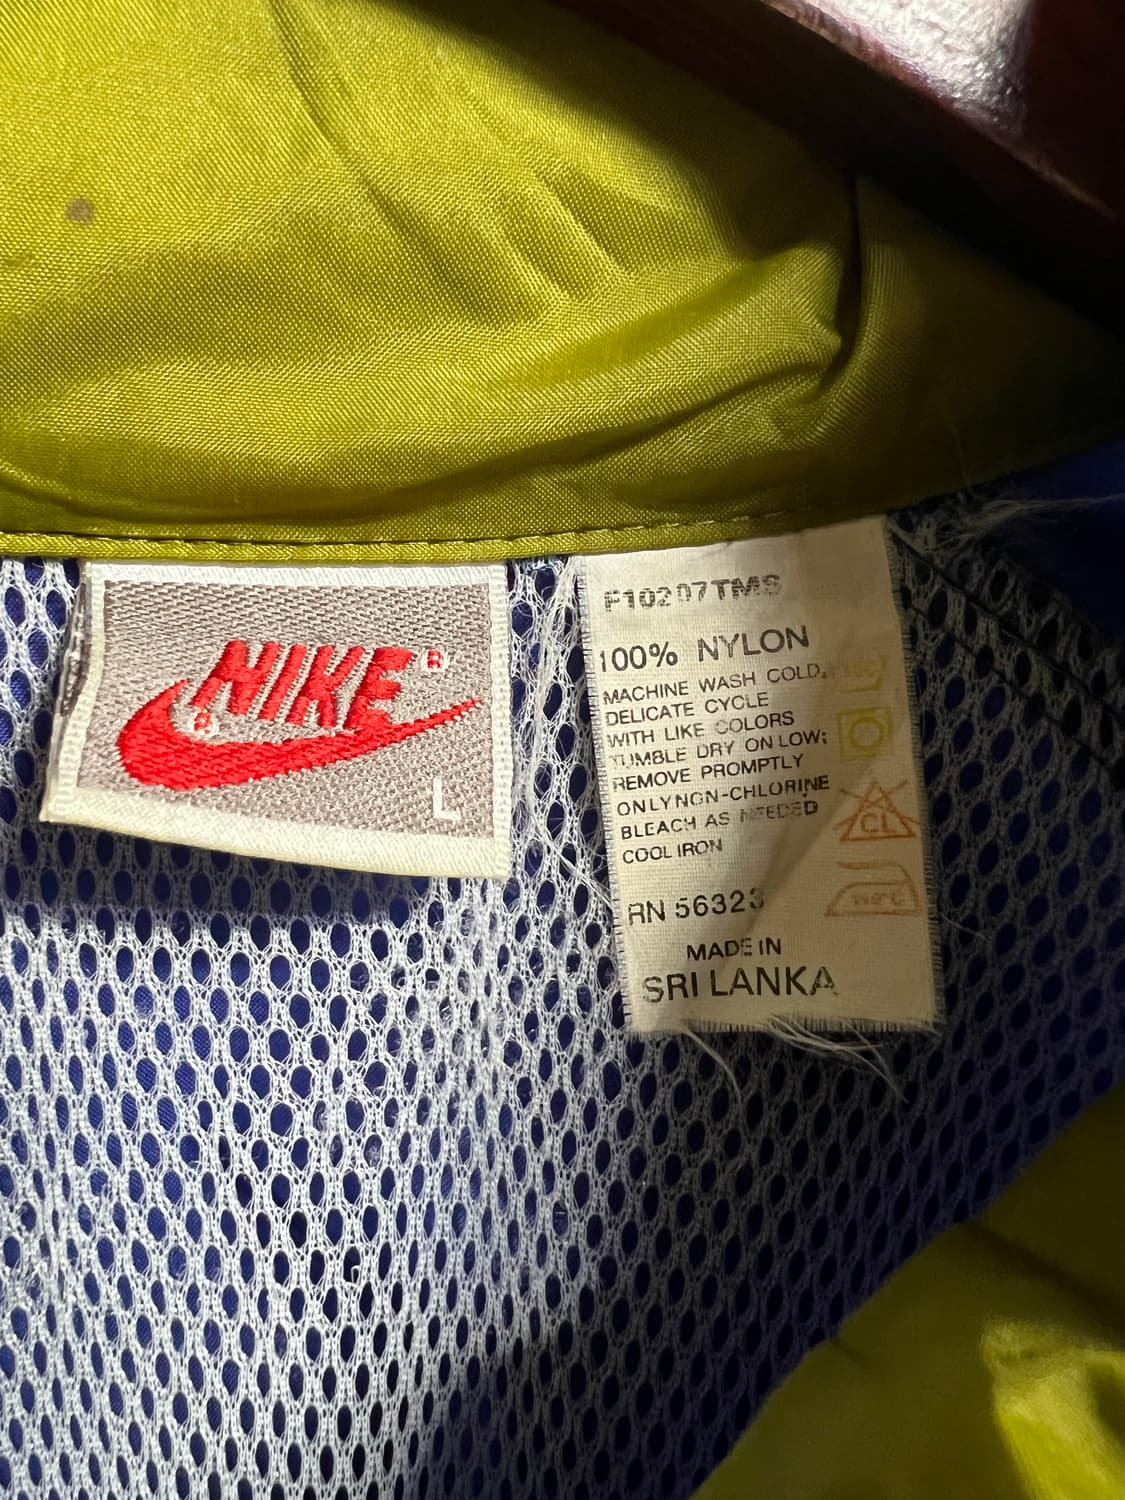 NIKE®
®
L
F10207TMS
100% NYLON
MACHINE WASH COLD,
DELICATE CYCLE
WITH LIKE COLORS
TUMBLE DRY ON LOW;
REMOVE PROMPTLY
ONLY NON-CHLORINE
BLEACH AS NEEDED
COOL IRON
CL
RN 56323
MADE IN
SRI LANKA